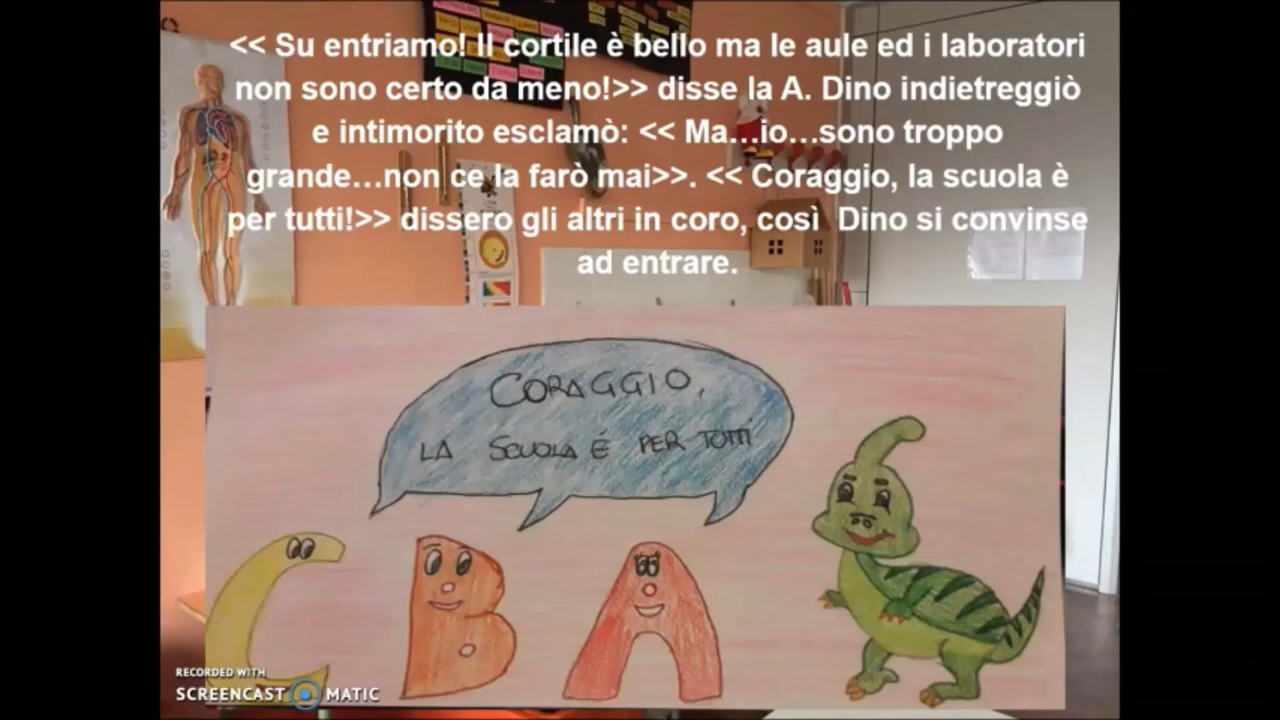 << Su entriamo! Il cortile è bello ma le aule ed i laboratori
non sono certo da meno!>> disse la A. Dino indietreggiò
e intimorito esclamò: << Ma...io...sono troppo
grande...non ce la farò mai>>. << Coraggio, la scuola è
per tutti!>> dissero gli altri in coro, così  Dino si convinse
ad entrare.
CORAGGIO,
LA SCUOLA É PER TUTTI
C B A
RECORDED WITH
SCREENCAST MATIC